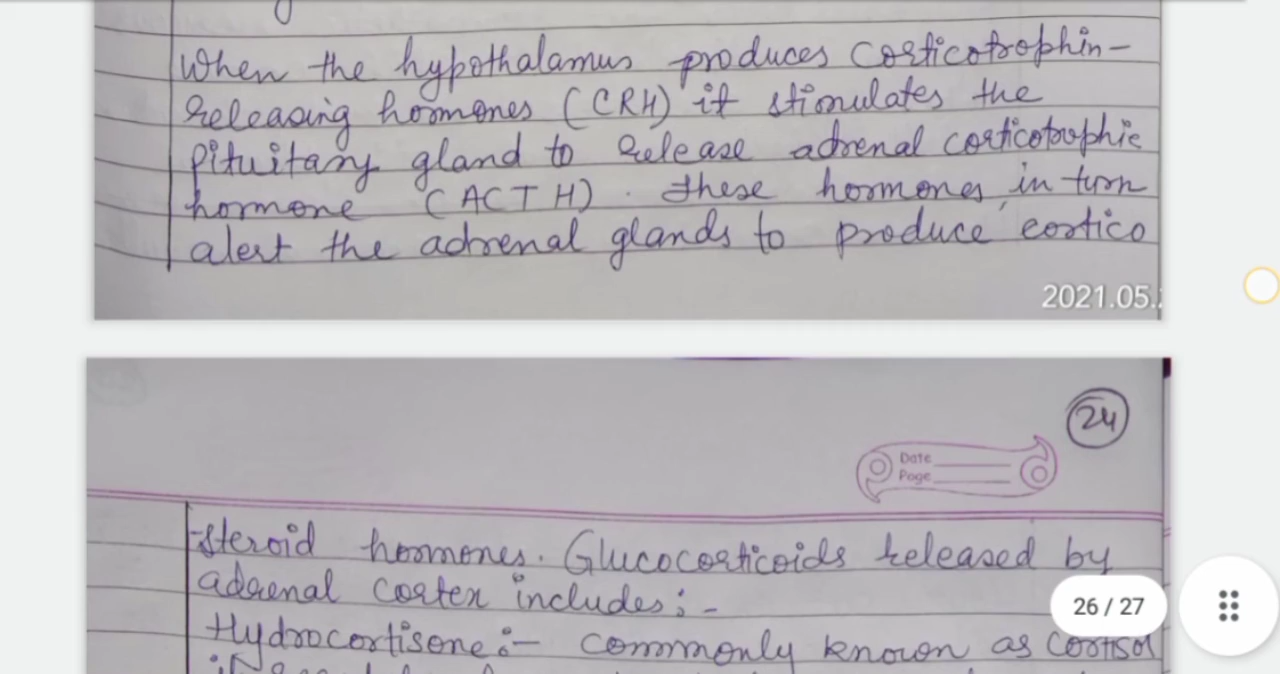 When the hypothalamus produces corticotrophin-
releasing hormones (CRH) it stimulates the
pituitary gland to release adrenal corticotrophic
hormone (ACTH). These hormones, in turn
alert the adrenal glands to produce cortico
2021.05.
24
Date
Page
-steroid hormones. Glucocorticoids released by
adrenal cortex includes:-
26 / 27
Hydrocortisone:- commonly known as cortisol